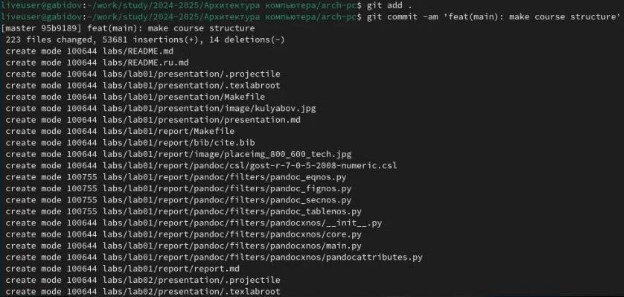 liveuser@gabidov:~/work/study/2024-2025/Архитектура компьютера/arch-pc$ git add .
liveuser@gabidov:~/work/study/2024-2025/Архитектура компьютера/arch-pc$ git commit -am 'feat(main): make course structure'
[master 95b9189] feat(main): make course structure
 223 files changed, 53681 insertions(+), 14 deletions(-)
 create mode 100644 labs/README.md
 create mode 100644 labs/README.ru.md
 create mode 100644 labs/lab01/presentation/.projectile
 create mode 100644 labs/lab01/presentation/.texlabroot
 create mode 100644 labs/lab01/presentation/Makefile
 create mode 100644 labs/lab01/presentation/image/kulyabov.jpg
 create mode 100644 labs/lab01/presentation/presentation.md
 create mode 100644 labs/lab01/report/Makefile
 create mode 100644 labs/lab01/report/bib/cite.bib
 create mode 100644 labs/lab01/report/image/placeimg_800_600_tech.jpg
 create mode 100644 labs/lab01/report/pandoc/csl/gost-r-7-0-5-2008-numeric.csl
 create mode 100755 labs/lab01/report/pandoc/filters/pandoc_eqnos.py
 create mode 100755 labs/lab01/report/pandoc/filters/pandoc_fignos.py
 create mode 100755 labs/lab01/report/pandoc/filters/pandoc_secnos.py
 create mode 100755 labs/lab01/report/pandoc/filters/pandoc_tablenos.py
 create mode 100644 labs/lab01/report/pandoc/filters/pandocxnos/__init__.py
 create mode 100644 labs/lab01/report/pandoc/filters/pandocxnos/core.py
 create mode 100644 labs/lab01/report/pandoc/filters/pandocxnos/main.py
 create mode 100644 labs/lab01/report/pandoc/filters/pandocxnos/pandocattributes.py
 create mode 100644 labs/lab01/report/report.md
 create mode 100644 labs/lab02/presentation/.projectile
 create mode 100644 labs/lab02/presentation/.texlabroot